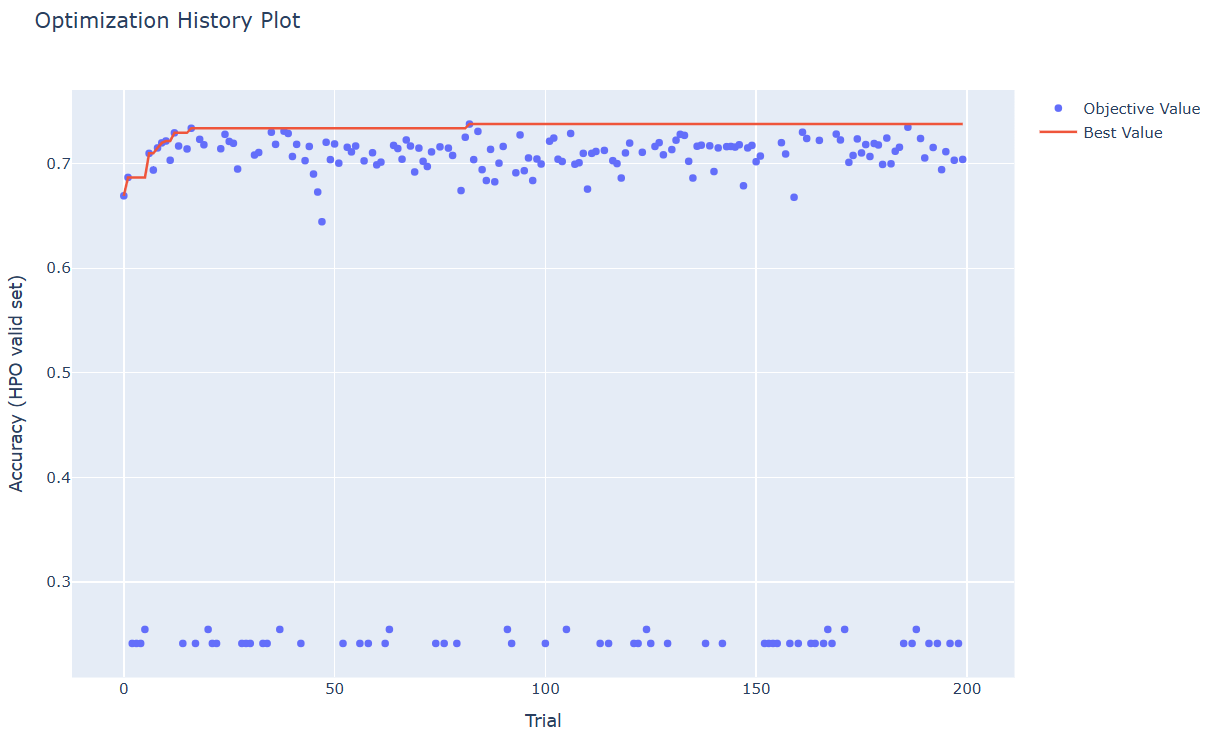 Optimization History Plot
Objective Value
Best Value
Accuracy (HPO valid set)
0.7
0.6
0.5
0.4
0.3
0
50
100
150
200
Trial